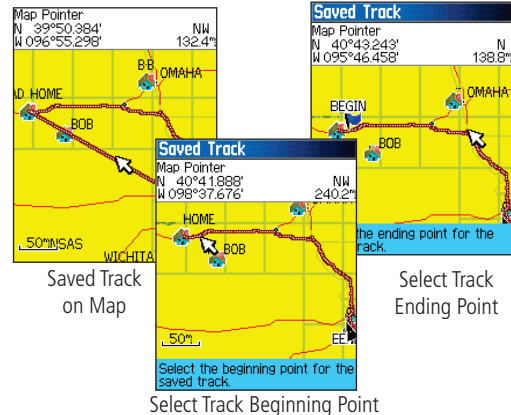 Map Pointer
N 39°50.384' NW
W 096°55.298' 132.4m
BB
OMAHA
AD HOME
BOB
50m NSAS
WICHITA
Saved Track
on Map
Saved Track
Map Pointer
N 40°41.888' NW
W 098°37.676' 240.2m
HOME
BOB
50m
EE
Select the beginning point for the
saved track.
Select Track Beginning Point
Saved Track
Map Pointer
N 40°43.243' N
W 095°46.458' 138.8m
OMAHA
BEGIN
BOB
the ending point for the
rack.
Select Track
Ending Point